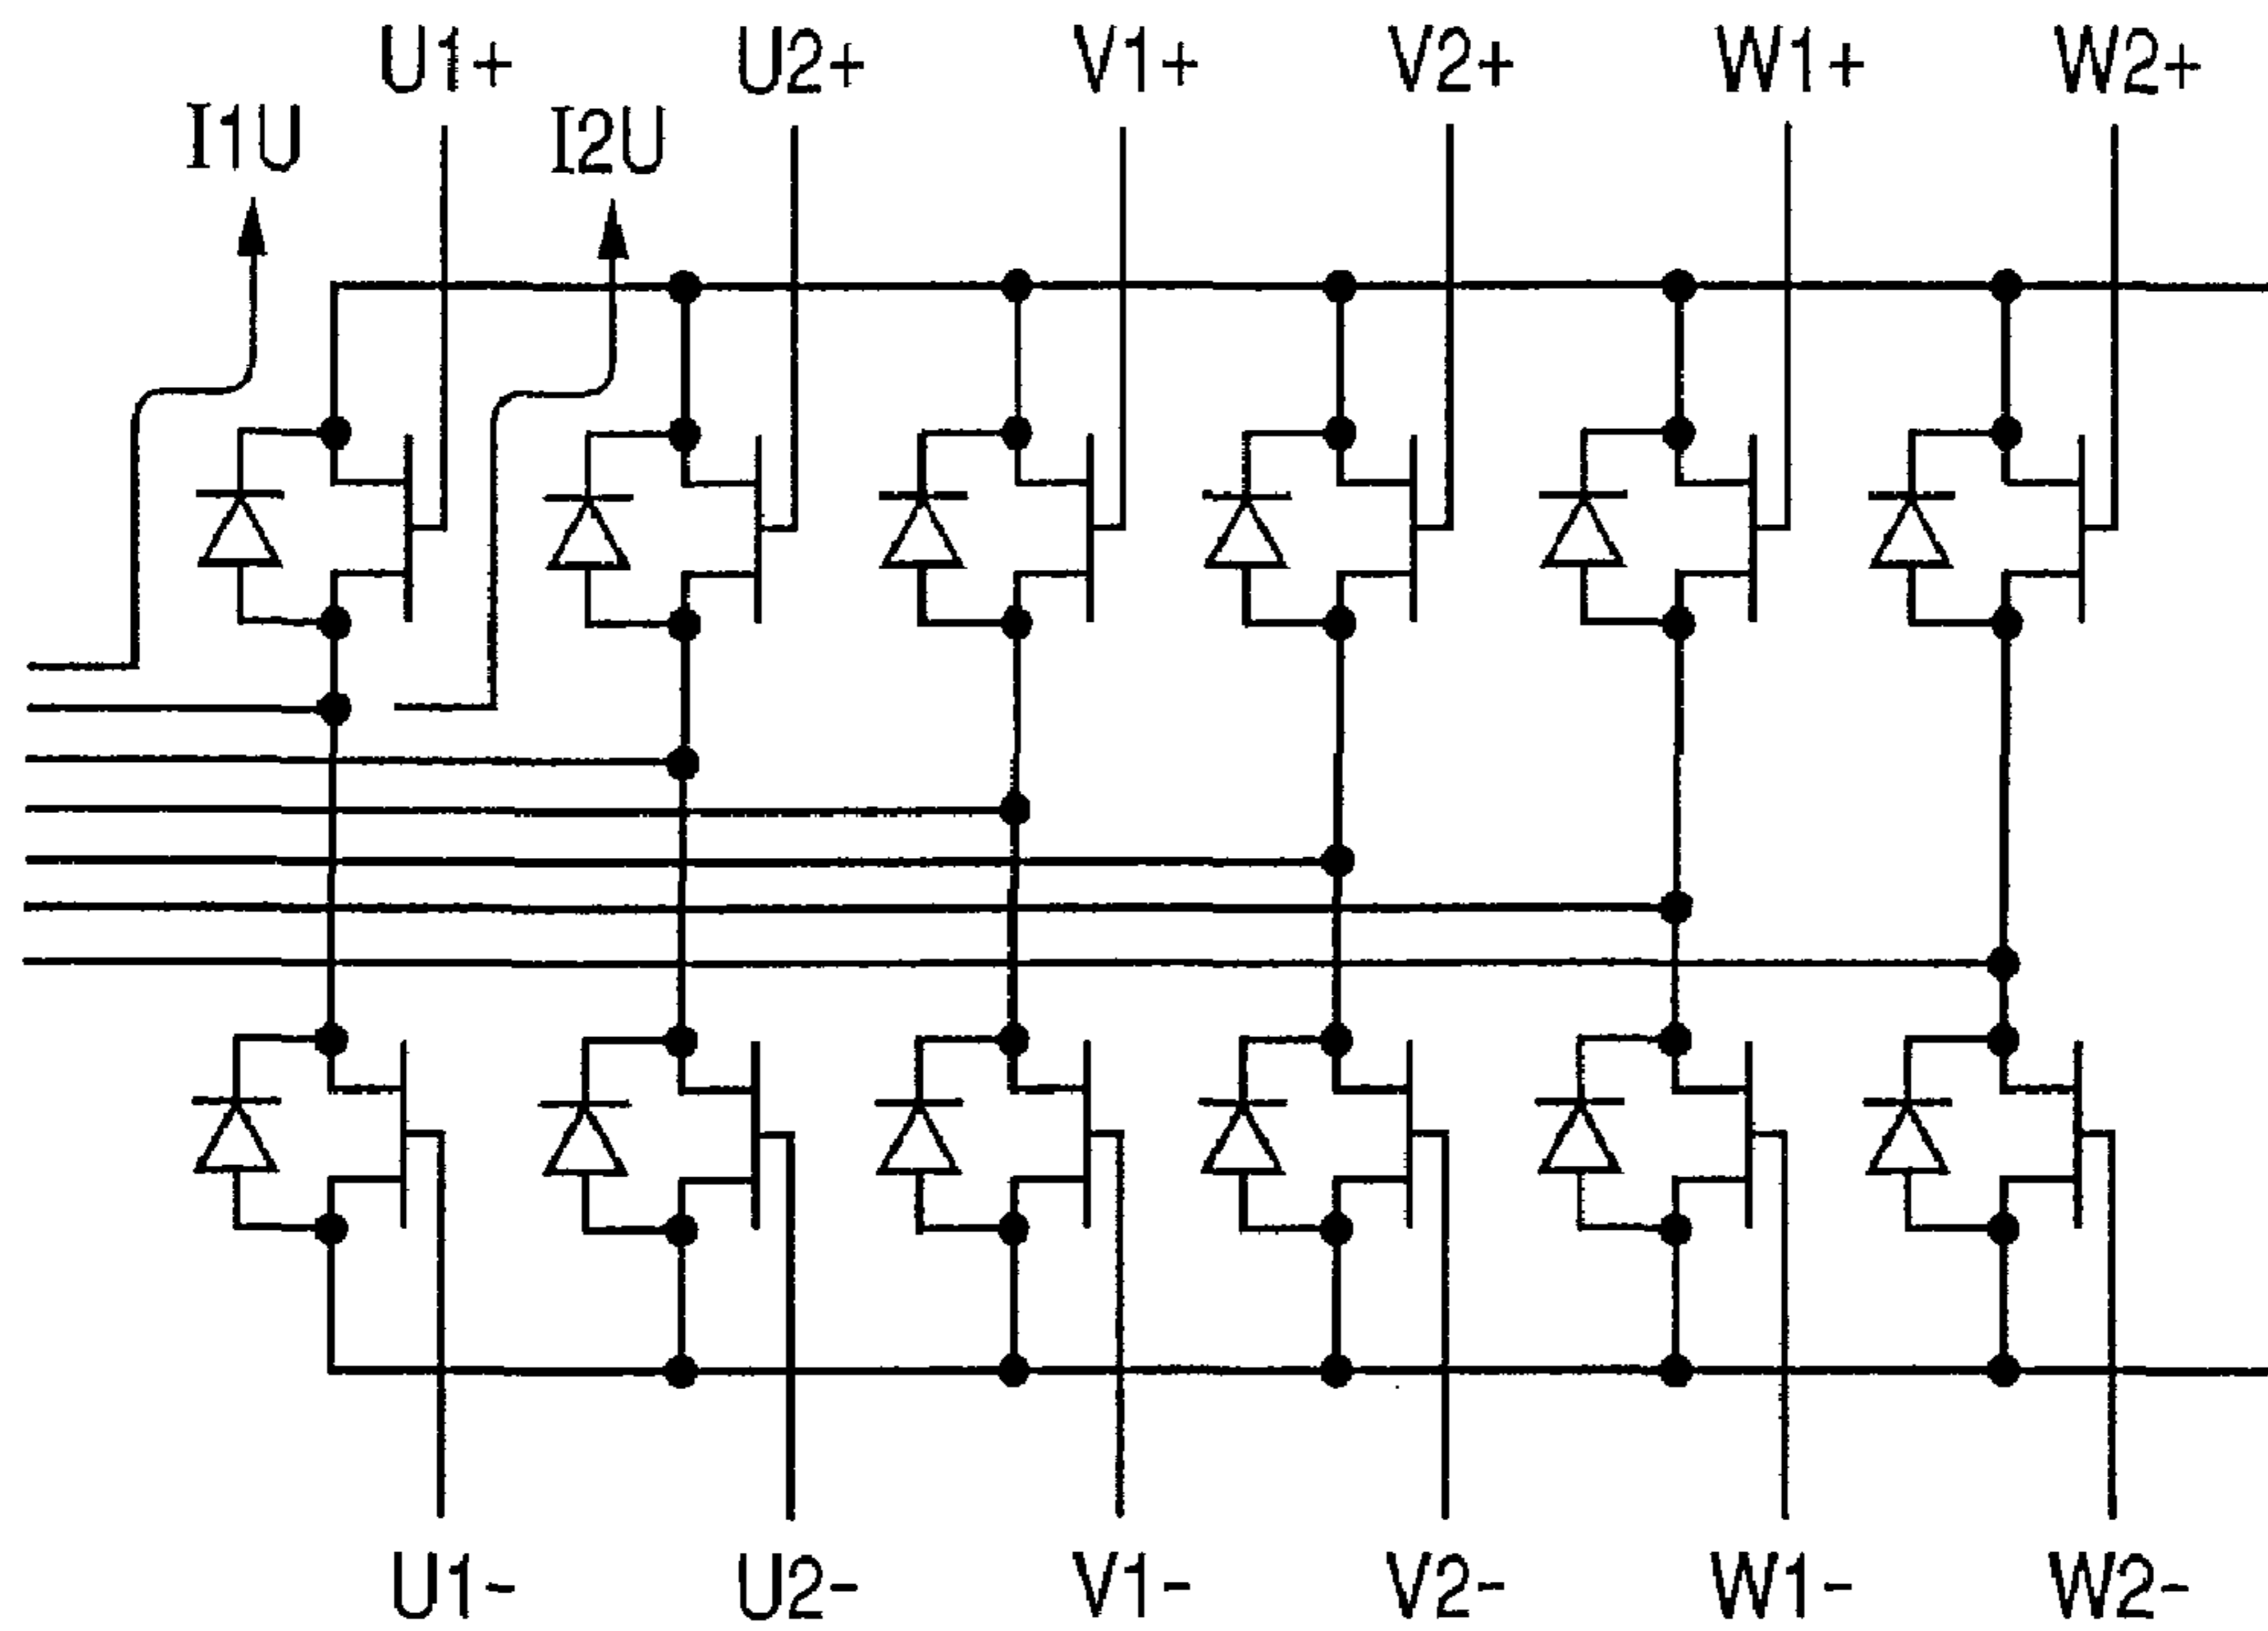 U1+ U2+ V1+ V2+ W1+ W2+
I1U I2U
U1- U2- V1- V2- W1- W2-